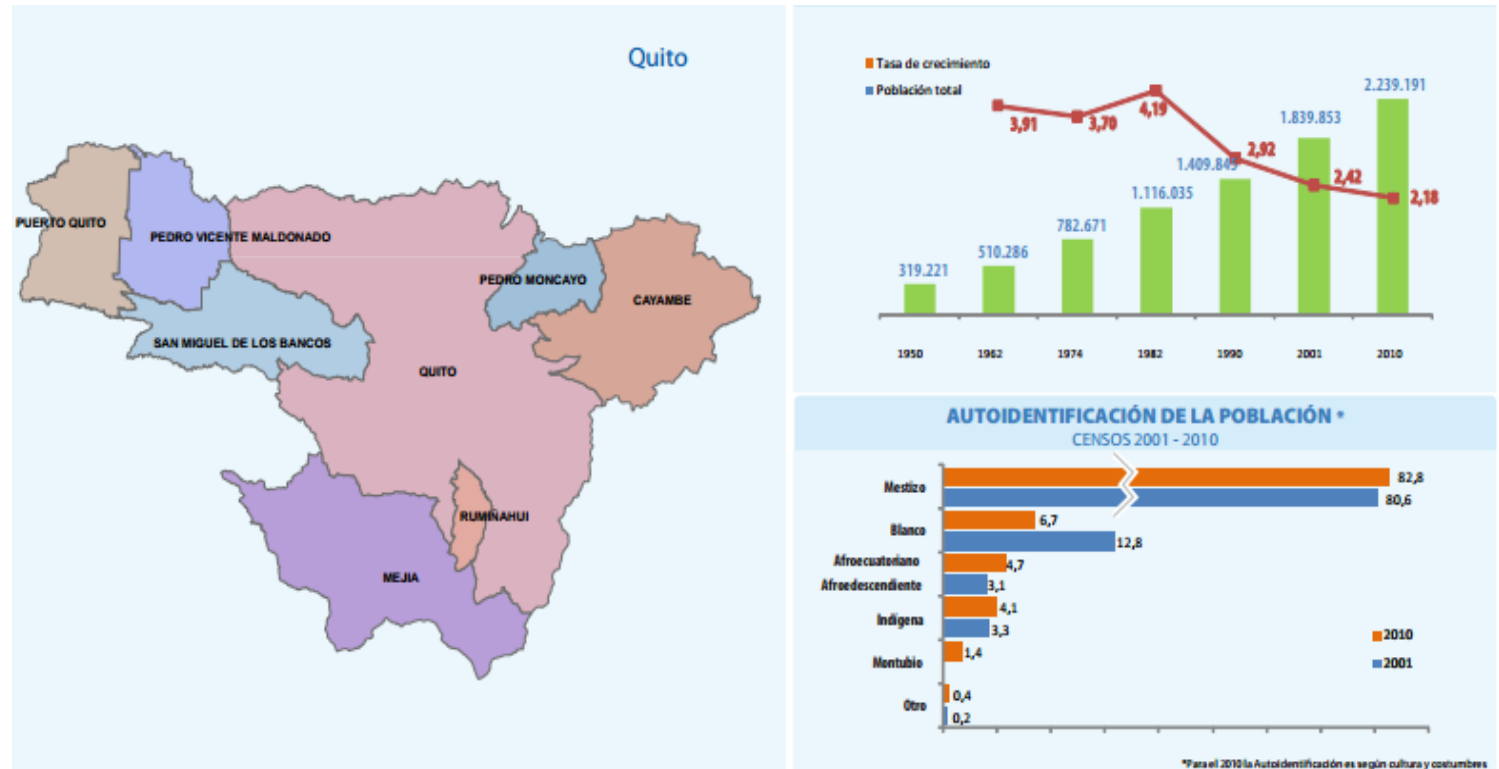 Quito
PUERTO QUITO
PEDRO VICENTE MALDONADO
PEDRO MONCAYO
CAYAMBE
SAN MIGUEL DE LOS BANCOS
QUITO
RUMIÑAHUI
MEJIA
Tasa de crecimiento
Población total
2.239.191
1.839.853
1.409.845
1.116.035
782.671
510.286
319.221
3,91
3,70
4,19
2,92
2,42
2,18
1950 1962 1974 1982 1990 2001 2010
AUTOIDENTIFICACIÓN DE LA POBLACIÓN *
CENSOS 2001 - 2010
Mestizo
82,8
80,6
Blanco
6,7
12,8
Afroecuatoriano
Afroedescendiente
4,7
3,1
Indígena
4,1
3,3
Montubio
1,4
Otro
0,4
0,2
2010
2001
*Para el 2010 la Autoidentificación es según cultura y costumbres